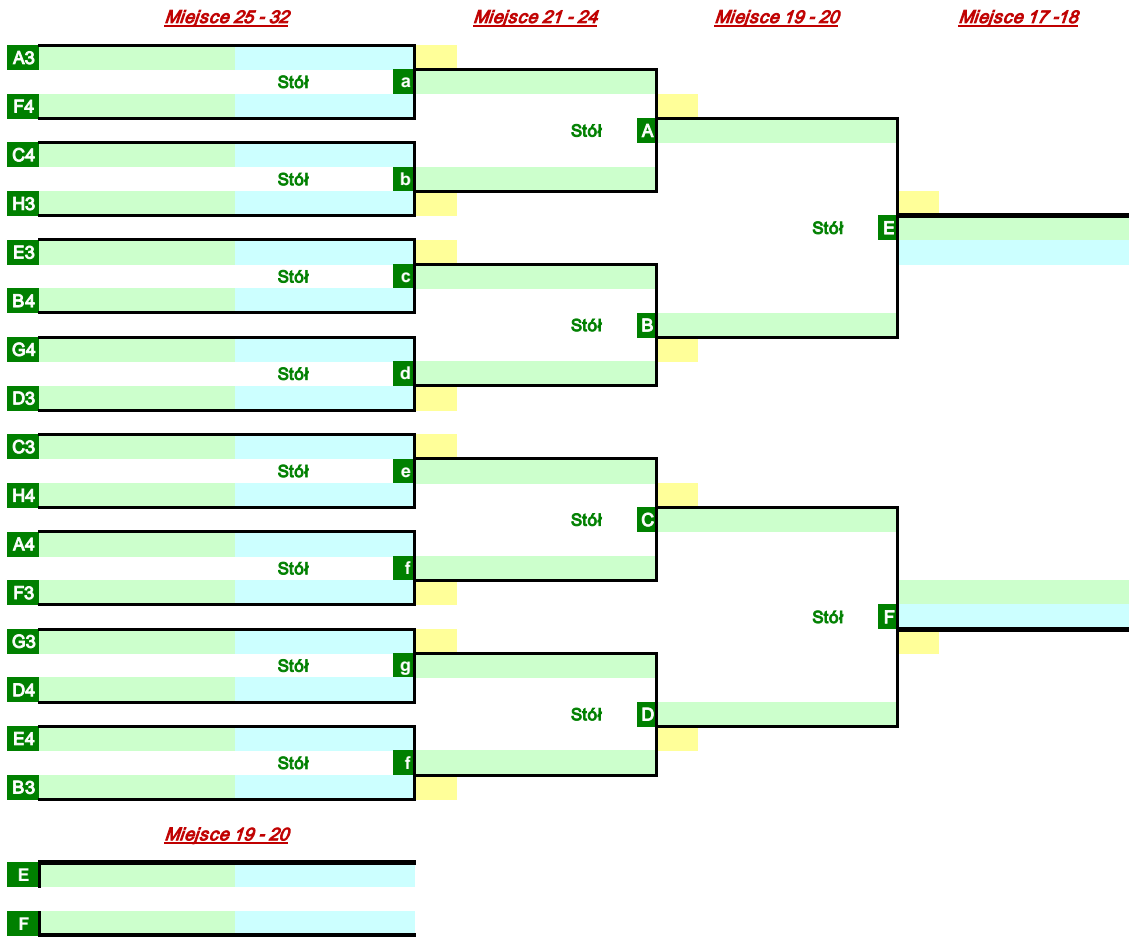 Miejsce 25 - 32 Miejsce 21 - 24 Miejsce 19 - 20 Miejsce 17 -18
A3
Stół a
F4
Stół A
C4
Stół b
H3
Stół E
E3
Stół c
B4
Stół B
G4
Stół d
D3
C3
Stół e
H4
Stół C
A4
Stół f
F3
Stół F
G3
Stół g
D4
Stół D
E4
Stół f
B3
Miejsce 19 - 20
E
F